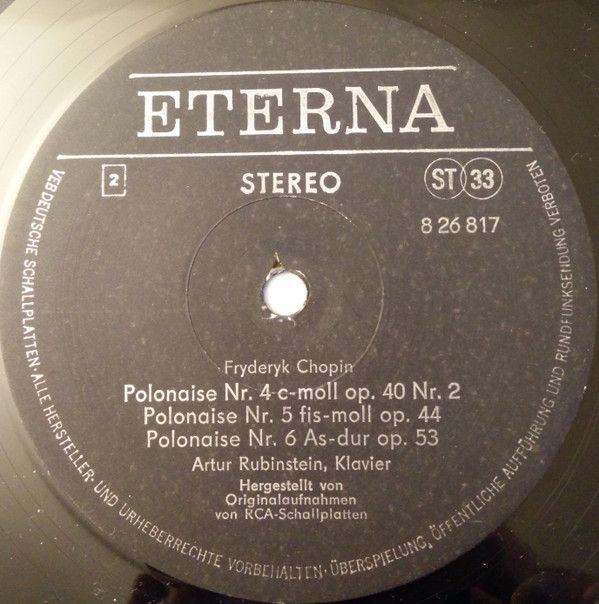 ETERNA
2 STEREO ST 33
8 26 817
Fryderyk Chopin
Polonaise Nr. 4 c-moll op. 40 Nr. 2
Polonaise Nr. 5 fis-moll op. 44
Polonaise Nr. 6 As-dur op. 53
Artur Rubinstein, Klavier
Hergestellt von
Originalaufnahmen
von RCA-Schallplatten
VEB DEUTSCHE SCHALLPLATTEN · ALLE HERSTELLER- UND URHEBERRECHTE VORBEHALTEN · ÜBERSPIELUNG, ÖFFENTLICHE AUFFÜHRUNG UND RUNDFUNKSENDUNG VERBOTEN